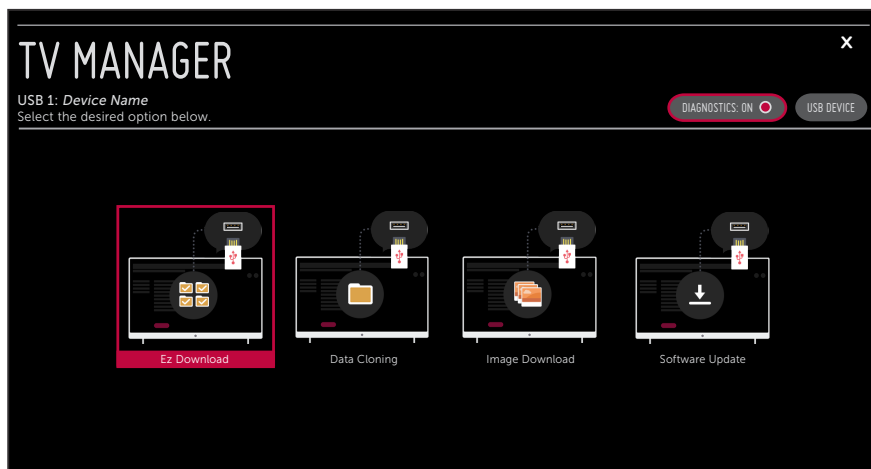 TV MANAGER
X
USB 1: Device Name
Select the desired option below.
DIAGNOSTICS: ON
USB DEVICE
Ez Download
Data Cloning
Image Download
Software Update